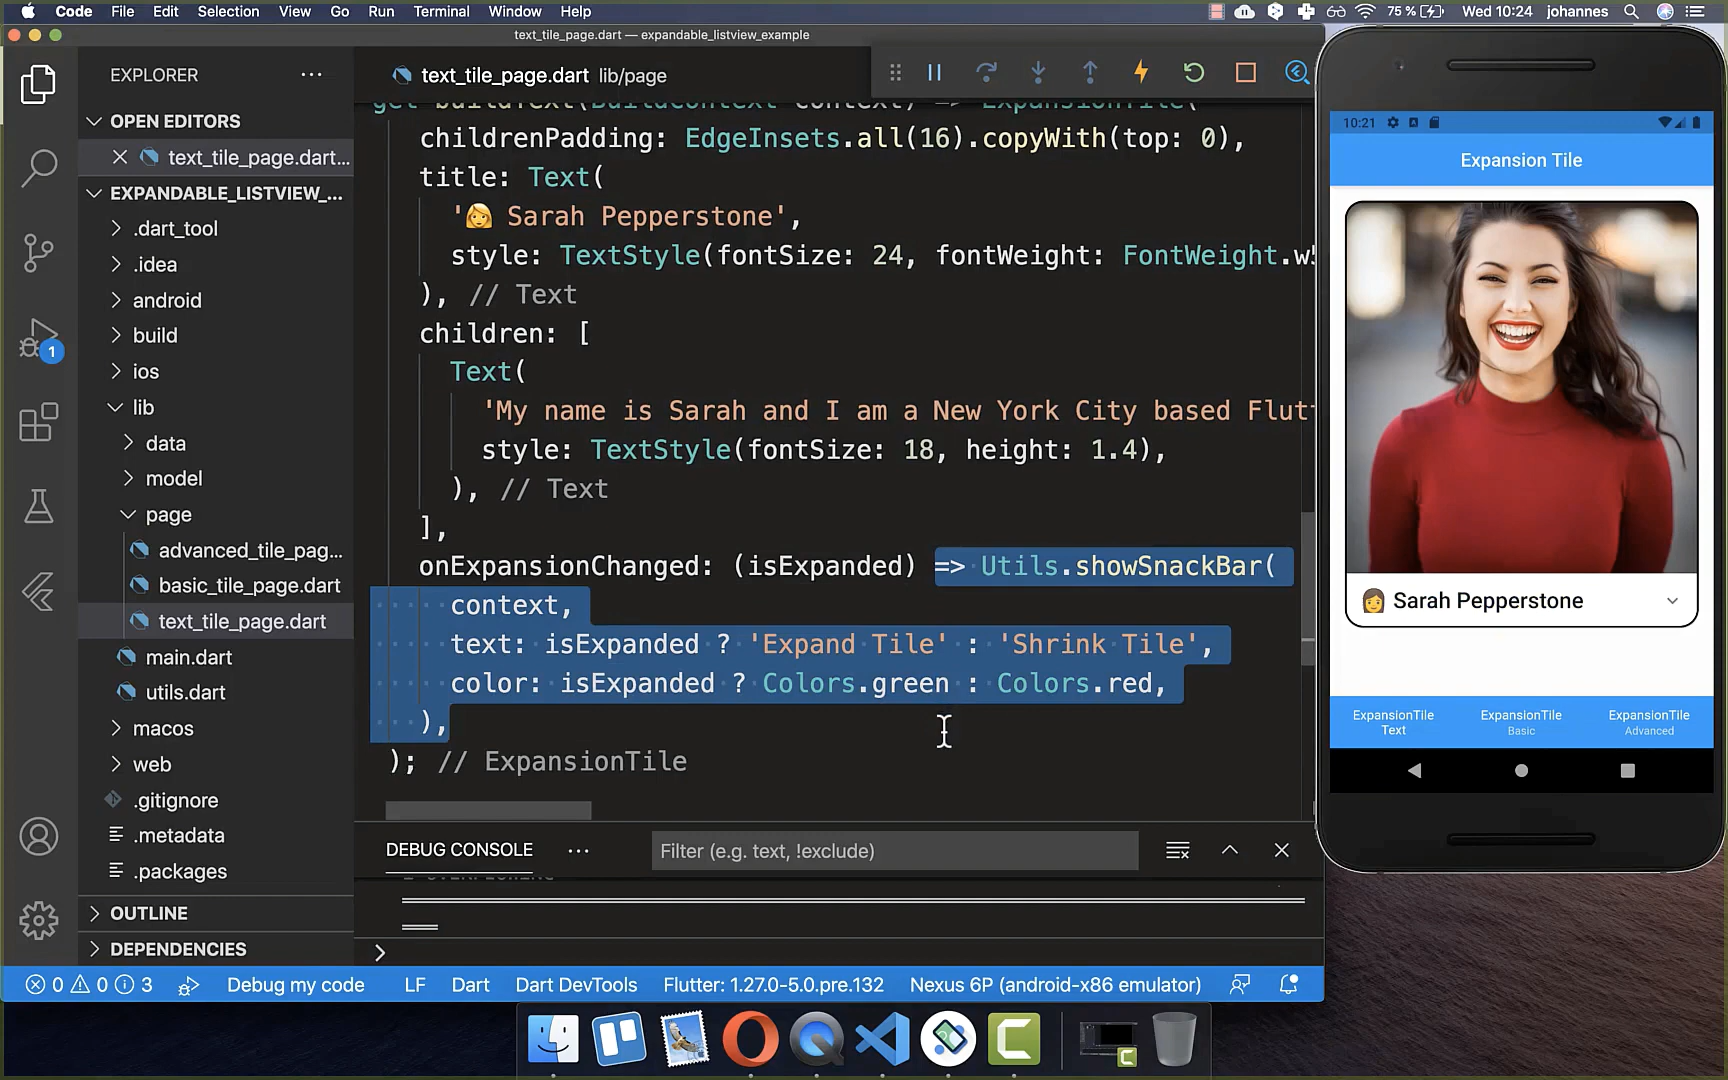 Code File Edit Selection View Go Run Terminal Window Help 75 % Wed 10:24 johannes
text_tile_page.dart — expandable_listview_example
EXPLORER
OPEN EDITORS
text_tile_page.dart...
EXPANDABLE_LISTVIEW_...
.dart_tool
.idea
android
build
ios
lib
data
model
page
advanced_tile_pag...
basic_tile_page.dart
text_tile_page.dart
main.dart
utils.dart
macos
web
.gitignore
.metadata
.packages
OUTLINE
DEPENDENCIES
1
text_tile_page.dart lib/page
get buildText(BuildContext context) => ExpansionTile(
childrenPadding: EdgeInsets.all(16).copyWith(top: 0),
title: Text(
'👩 Sarah Pepperstone',
style: TextStyle(fontSize: 24, fontWeight: FontWeight.w5
), // Text
children: [
Text(
'My name is Sarah and I am a New York City based Flut
style: TextStyle(fontSize: 18, height: 1.4),
), // Text
],
onExpansionChanged: (isExpanded) => Utils.showSnackBar(
context,
text: isExpanded ? 'Expand Tile' : 'Shrink Tile',
color: isExpanded ? Colors.green : Colors.red,
),
); // ExpansionTile
DEBUG CONSOLE
Filter (e.g. text, !exclude)
0 0 3 Debug my code LF Dart Dart DevTools Flutter: 1.27.0-5.0.pre.132 Nexus 6P (android-x86 emulator)
10:21
Expansion Tile
👩 Sarah Pepperstone
ExpansionTile ExpansionTile ExpansionTile
Text Basic Advanced